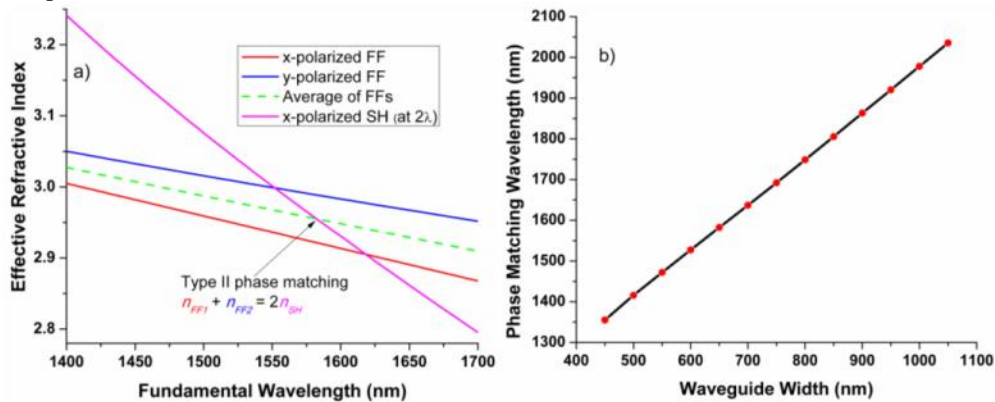 a)
x-polarized FF
y-polarized FF
Average of FFs
x-polarized SH (at 2λ)
Type II phase matching
n_FF1 + n_FF2 = 2n_SH
3.2
3.1
3.0
2.9
2.8
1400 1450 1500 1550 1600 1650 1700
Effective Refractive Index
Fundamental Wavelength (nm)
b)
2100
2000
1900
1800
1700
1600
1500
1400
1300
400 500 600 700 800 900 1000 1100
Phase Matching Wavelength (nm)
Waveguide Width (nm)